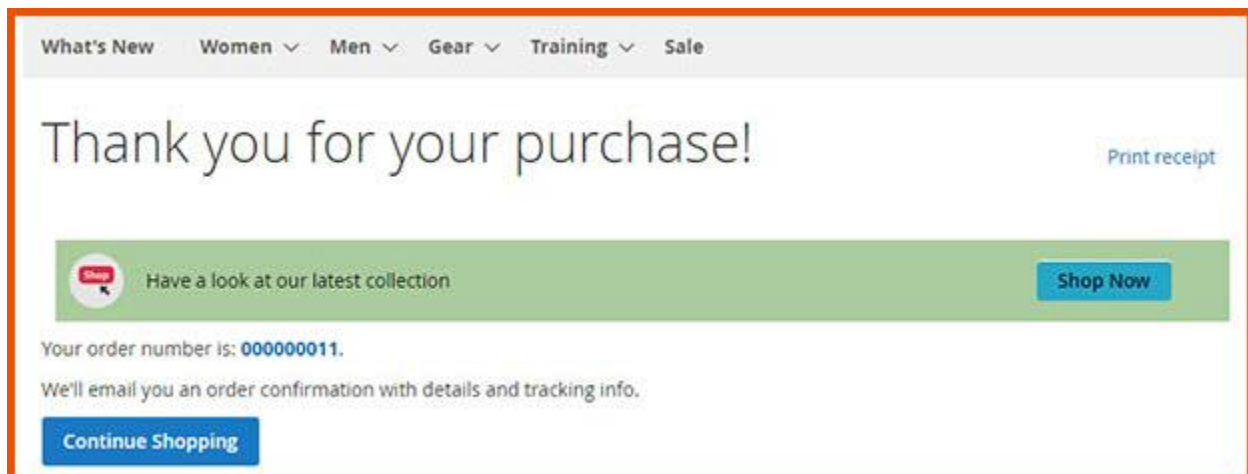 What's New Women Men Gear Training Sale
Thank you for your purchase!
Print receipt
Shop
Have a look at our latest collection
Shop Now
Your order number is: 000000011.
We'll email you an order confirmation with details and tracking info.
Continue Shopping